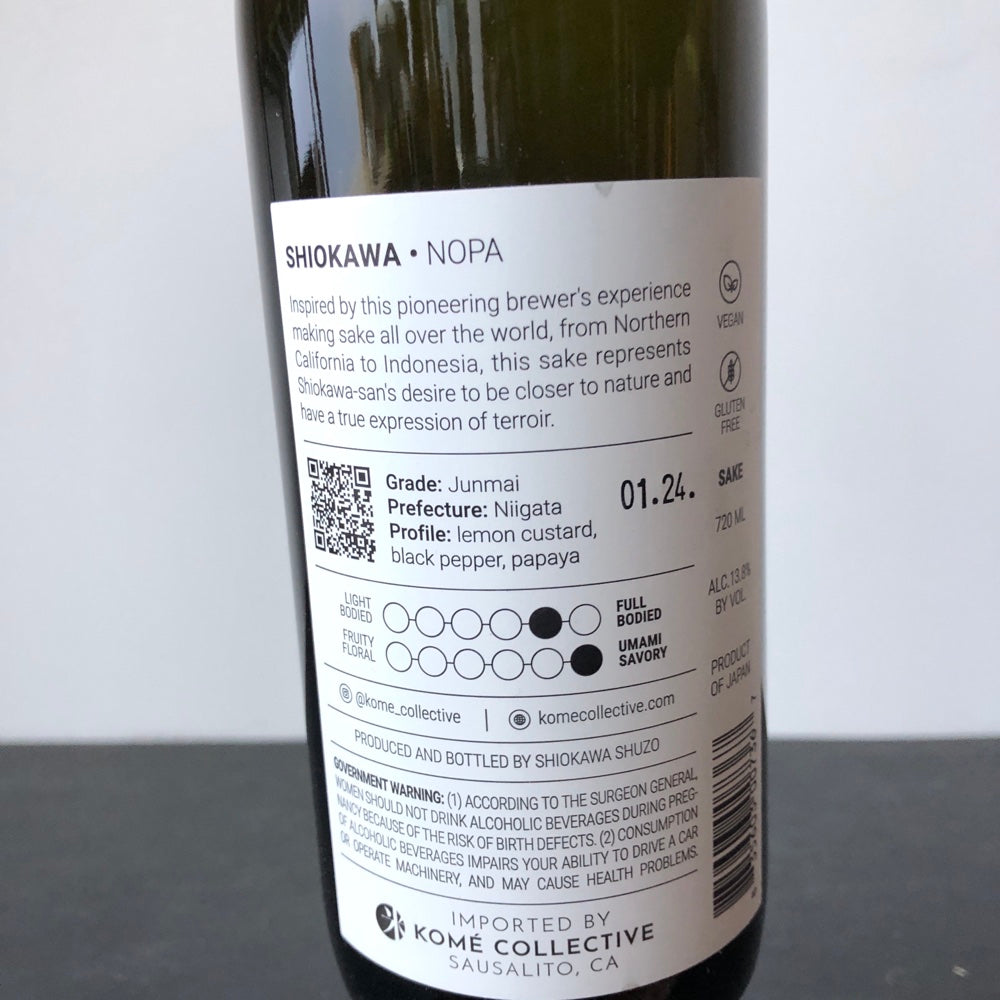 SHIOKAWA • NOPA
Inspired by this pioneering brewer's experience
making sake all over the world, from Northern
California to Indonesia, this sake represents
Shiokawa-san's desire to be closer to nature and
have a true expression of terroir.
Grade: Junmai
Prefecture: Niigata
Profile: lemon custard,
black pepper, papaya
01.24.
LIGHT
BODIED
FULL
BODIED
FRUITY
FLORAL
UMAMI
SAVORY
@kome_collective | komecollective.com
PRODUCED AND BOTTLED BY SHIOKAWA SHUZO
GOVERNMENT WARNING: (1) ACCORDING TO THE SURGEON GENERAL,
WOMEN SHOULD NOT DRINK ALCOHOLIC BEVERAGES DURING PREG-
NANCY BECAUSE OF THE RISK OF BIRTH DEFECTS. (2) CONSUMPTION
OF ALCOHOLIC BEVERAGES IMPAIRS YOUR ABILITY TO DRIVE A CAR
OR OPERATE MACHINERY, AND MAY CAUSE HEALTH PROBLEMS.
IMPORTED BY
KOMÉ COLLECTIVE
SAUSALITO, CA
VEGAN
GLUTEN
FREE
SAKE
720 ML
ALC.13.8%
BY VOL.
PRODUCT
OF JAPAN